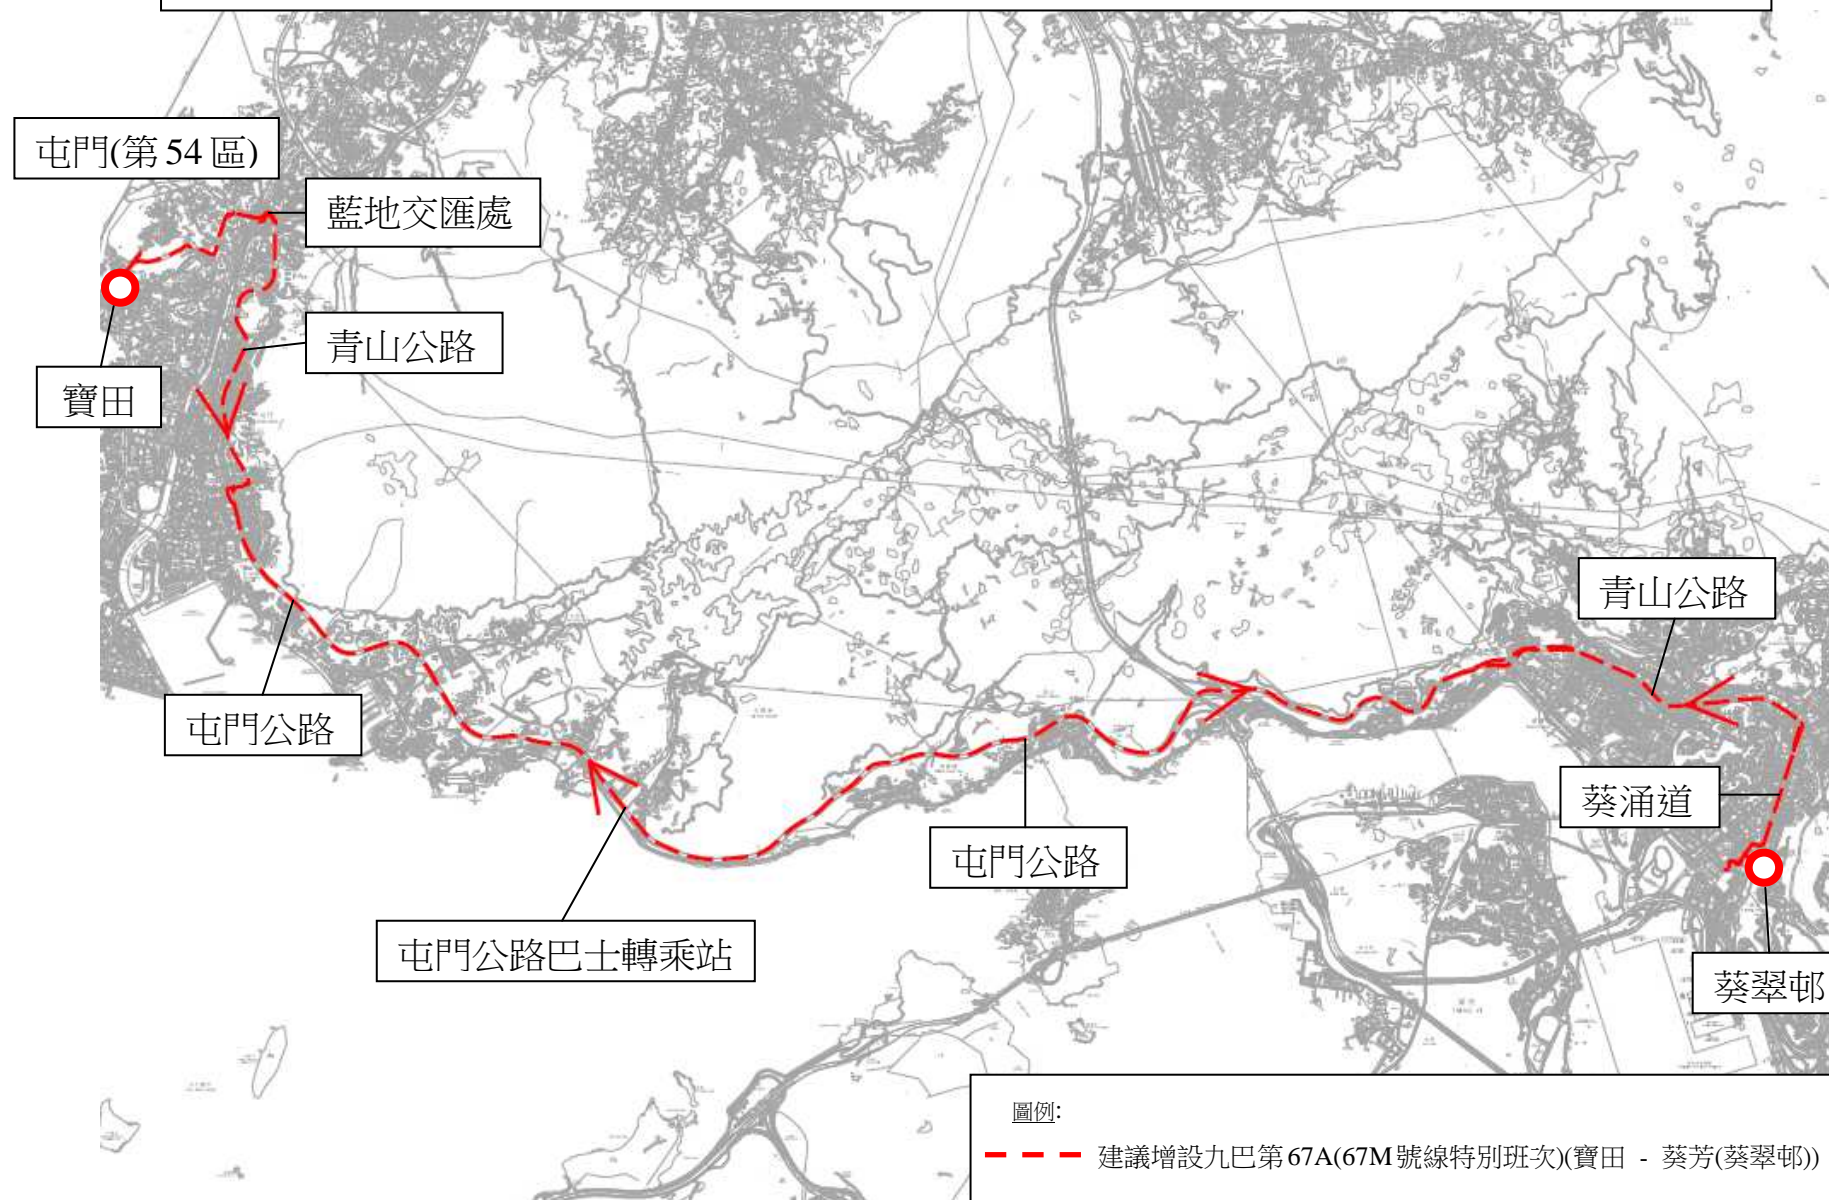 屯門(第 54 區)
藍地交匯處
青山公路
寶田
青山公路
屯門公路
葵涌道
屯門公路
屯門公路巴士轉乘站
葵翠邨
圖例:
建議增設九巴第 67A(67M 號線特別班次)(寶田 - 葵芳(葵翠邨))